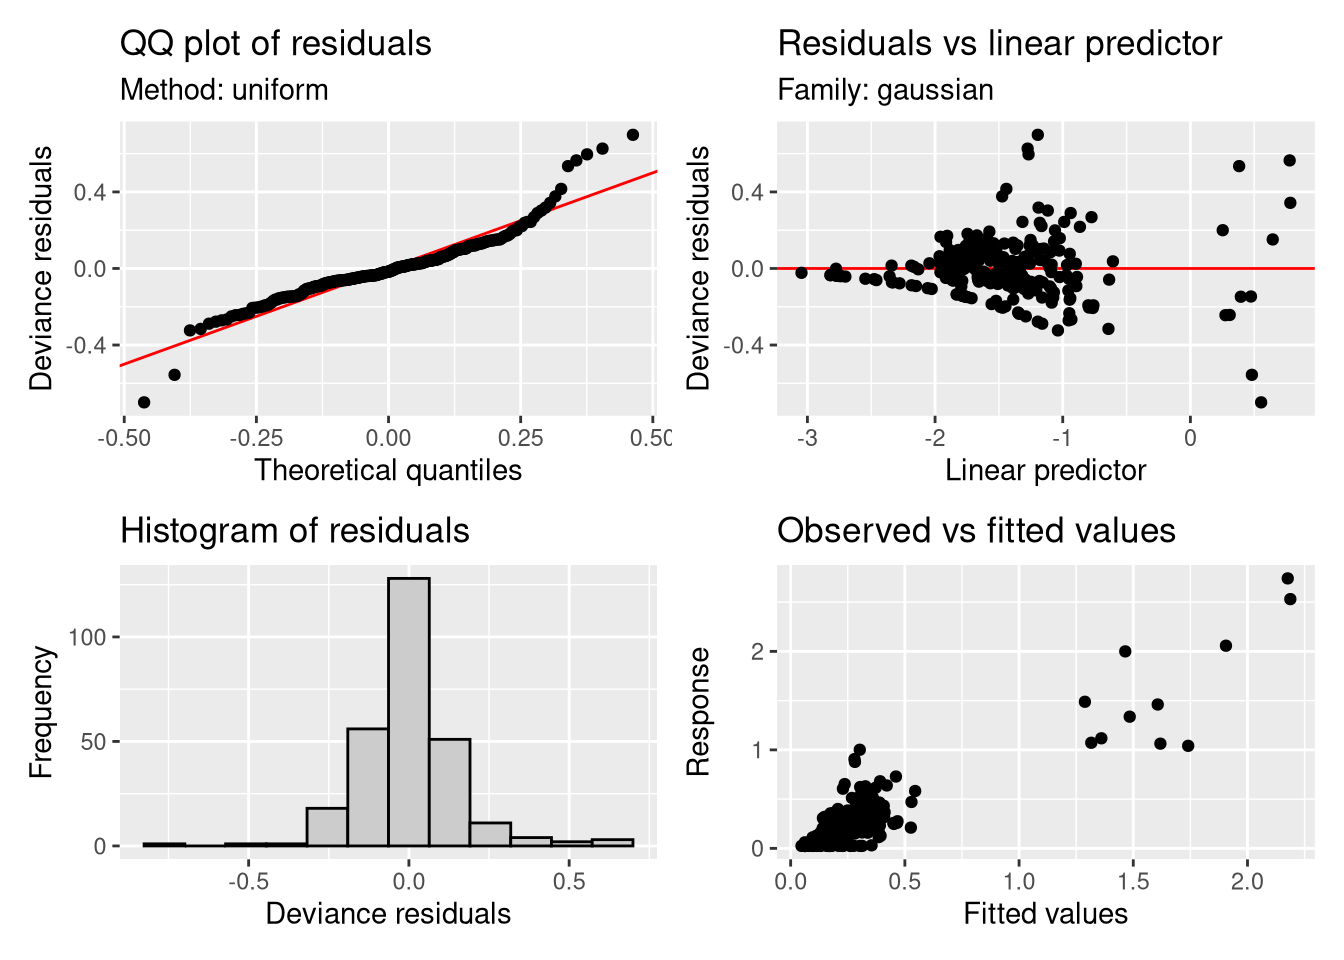 QQ plot of residuals
Method: uniform
Deviance residuals
0.4
0.0
-0.4
-0.50
-0.25
0.00
0.25
0.50
Theoretical quantiles
Residuals vs linear predictor
Family: gaussian
Deviance residuals
0.4
0.0
-0.4
-3
-2
-1
0
Linear predictor
Histogram of residuals
Frequency
100
50
0
-0.5
0.0
0.5
Deviance residuals
Observed vs fitted values
Response
2
1
0
0.0
0.5
1.0
1.5
2.0
Fitted values